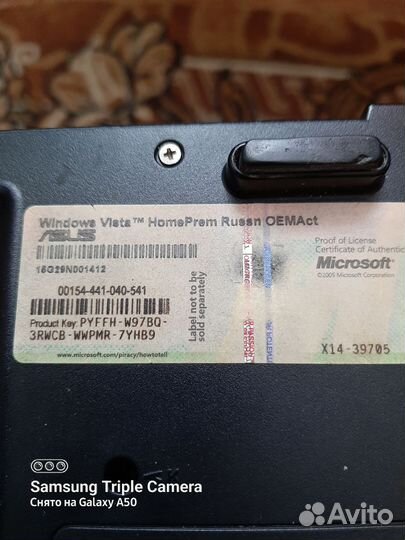 Windows Vista™ HomePrem Russn OEMAct
ASUS
Proof of License
Certificate of Authentic
15G29N001412
Microsoft®
©2005 Microsoft Corporation
00154-441-040-541
Label not to be
sold separately
Product Key: PYFFH-W97BQ-
3RWCB-WWPMR-7YHB9
www.microsoft.com/piracy/howtotell
X14-39705
Samsung Triple Camera
Снято на Galaxy A50
Avito